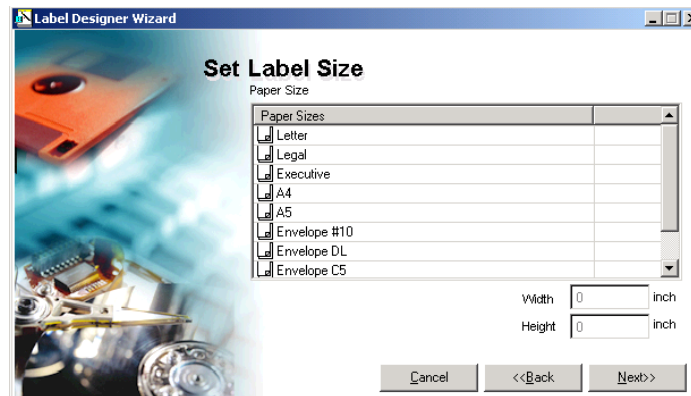 Label Designer Wizard
Set Label Size
Paper Size
Paper Sizes
Letter
Legal
Executive
A4
A5
Envelope #10
Envelope DL
Envelope C5
Width 0 inch
Height 0 inch
Cancel <<Back Next>>